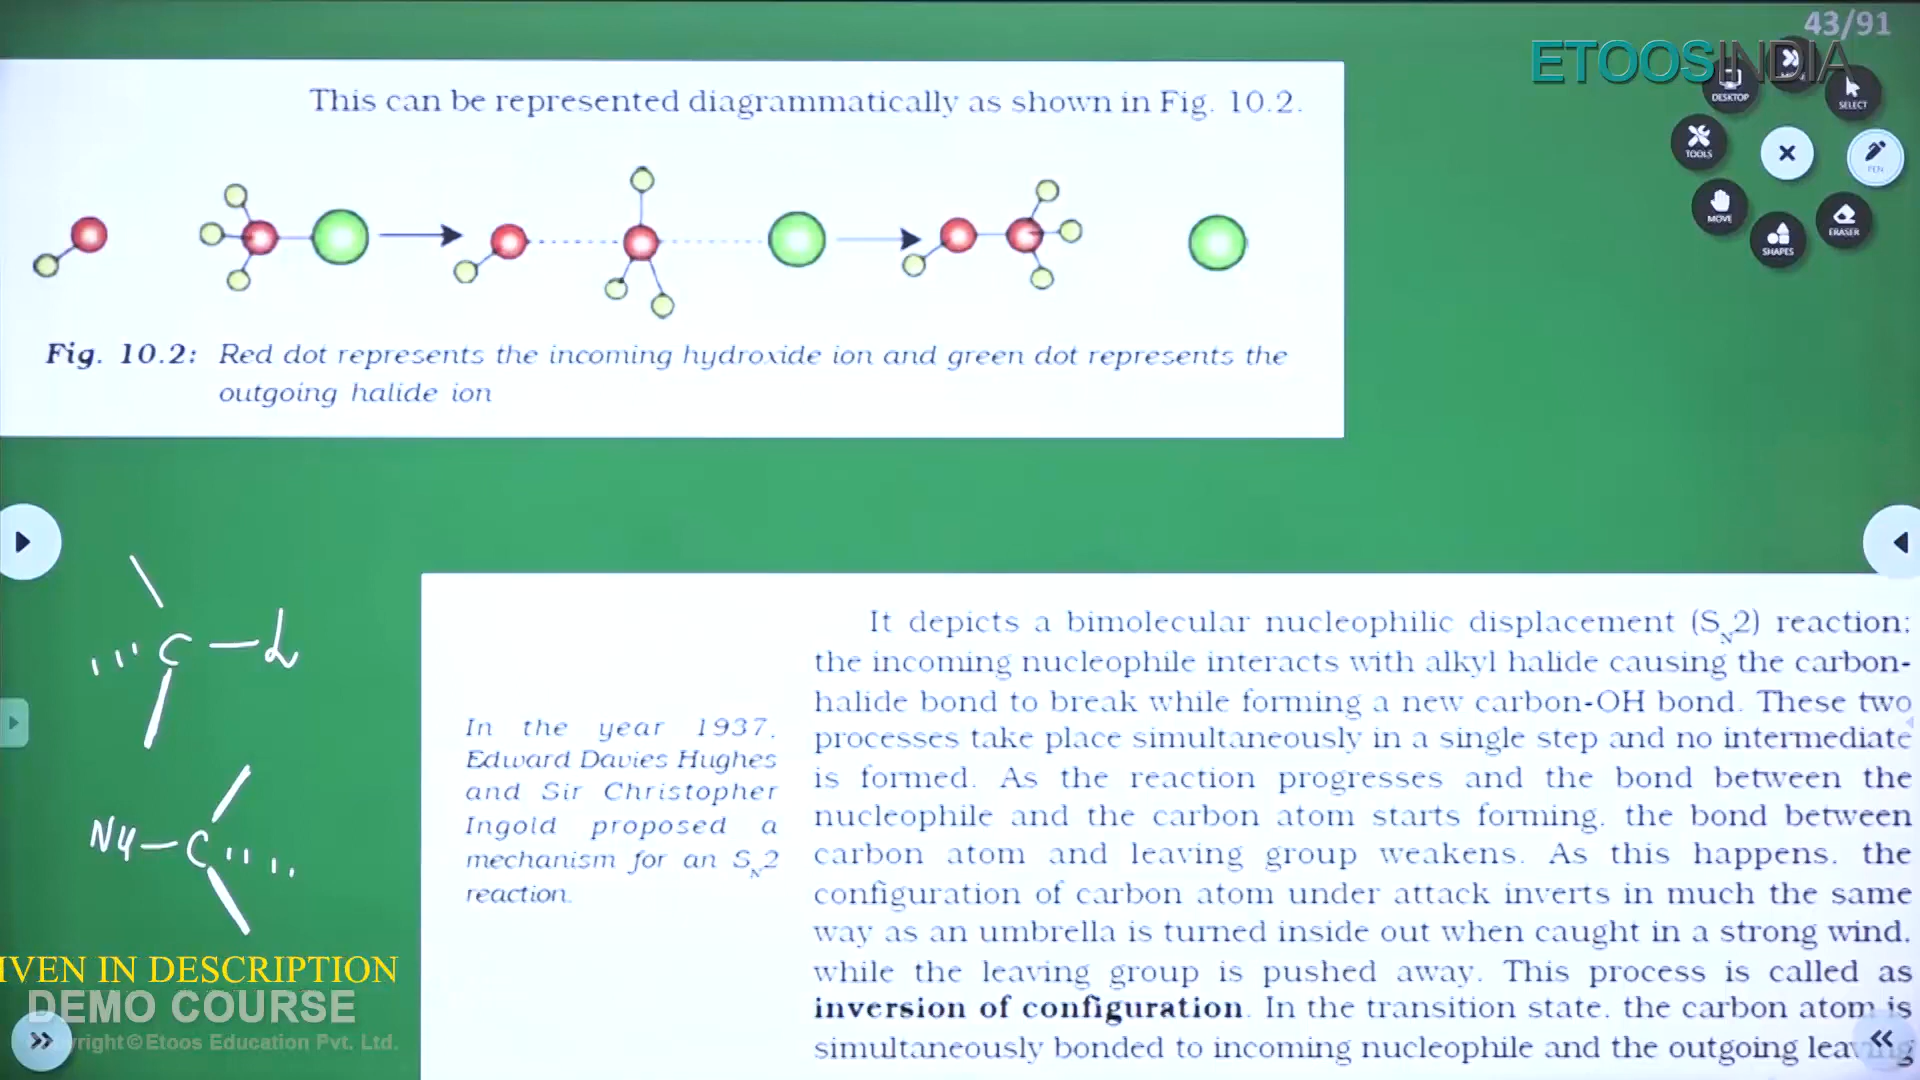 43/91
ETOOSINDIA
DESKTOP
SELECT
TOOLS
PEN
MOVE
ERASER
SHAPES
This can be represented diagrammatically as shown in Fig. 10.2.
Fig. 10.2: Red dot represents the incoming hydroxide ion and green dot represents the
outgoing halide ion
C — L
Nu — C
In the year 1937,
Edward Davies Hughes
and Sir Christopher
Ingold proposed a
mechanism for an SN2
reaction.
It depicts a bimolecular nucleophilic displacement (SN2) reaction;
the incoming nucleophile interacts with alkyl halide causing the carbon-
halide bond to break while forming a new carbon-OH bond. These two
processes take place simultaneously in a single step and no intermediate
is formed. As the reaction progresses and the bond between the
nucleophile and the carbon atom starts forming, the bond between
carbon atom and leaving group weakens. As this happens, the
configuration of carbon atom under attack inverts in much the same
way as an umbrella is turned inside out when caught in a strong wind,
while the leaving group is pushed away. This process is called as
inversion of configuration. In the transition state, the carbon atom is
simultaneously bonded to incoming nucleophile and the outgoing leaving
IVEN IN DESCRIPTION
DEMO COURSE
right © Etoos Education Pvt. Ltd.